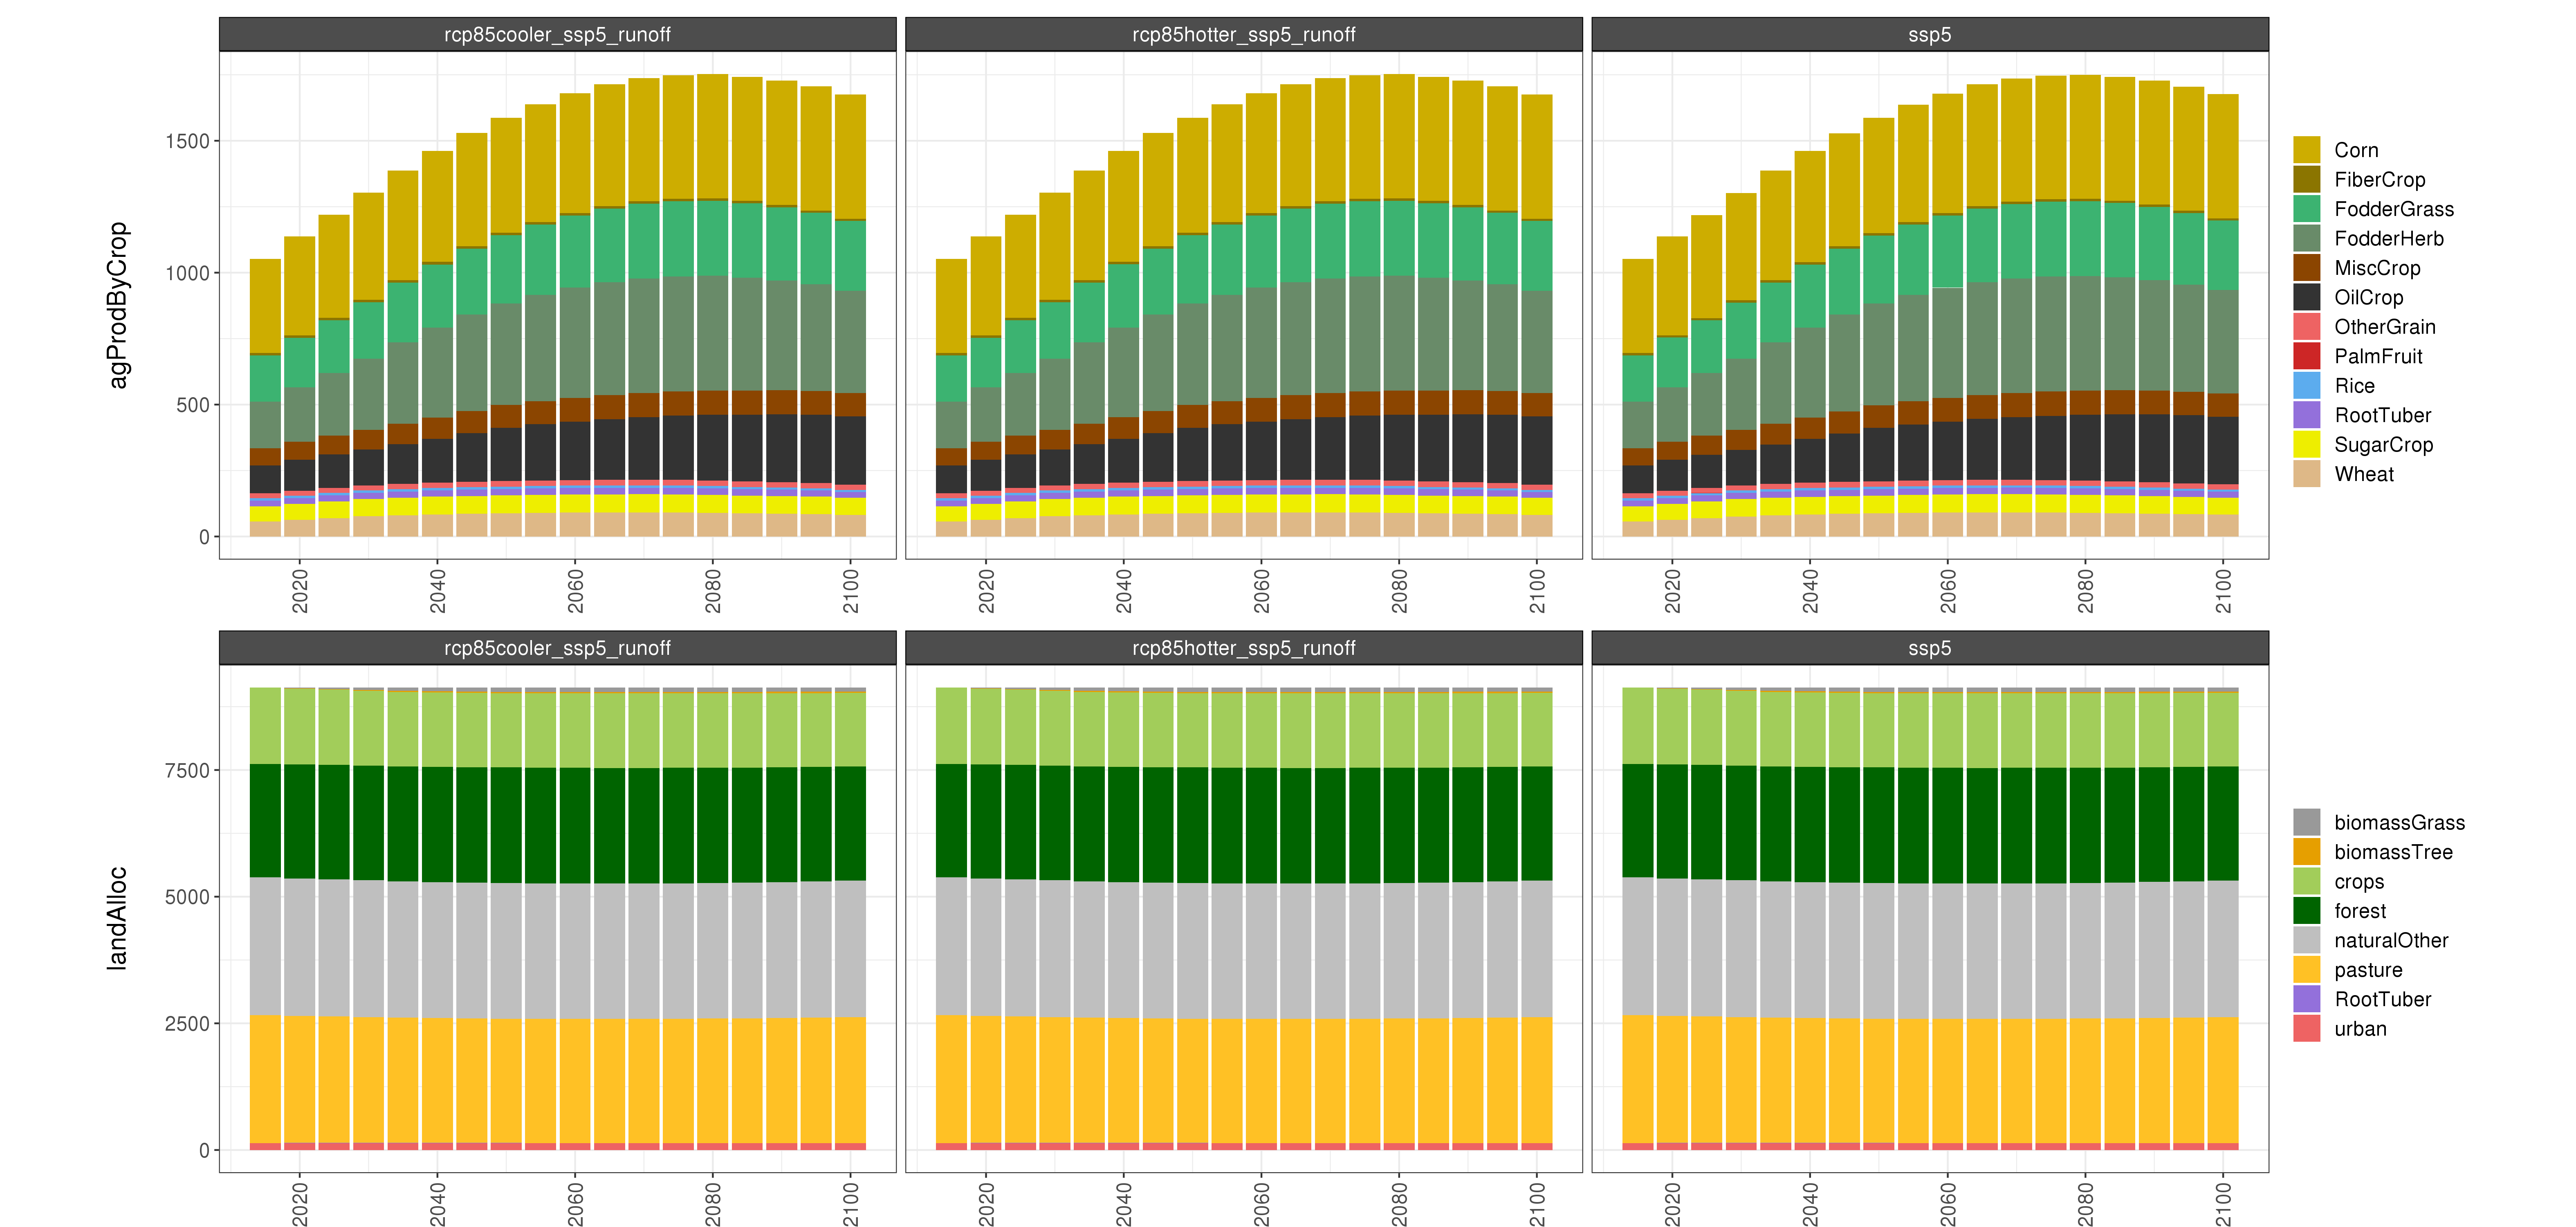 rcp85cooler_ssp5_runoff
rcp85hotter_ssp5_runoff
ssp5
agProdByCrop
1500
1000
500
0
2020
2040
2060
2080
2100
2020
2040
2060
2080
2100
2020
2040
2060
2080
2100
Corn
FiberCrop
FodderGrass
FodderHerb
MiscCrop
OilCrop
OtherGrain
PalmFruit
Rice
RootTuber
SugarCrop
Wheat
rcp85cooler_ssp5_runoff
rcp85hotter_ssp5_runoff
ssp5
landAlloc
7500
5000
2500
0
2020
2040
2060
2080
2100
2020
2040
2060
2080
2100
2020
2040
2060
2080
2100
biomassGrass
biomassTree
crops
forest
naturalOther
pasture
RootTuber
urban